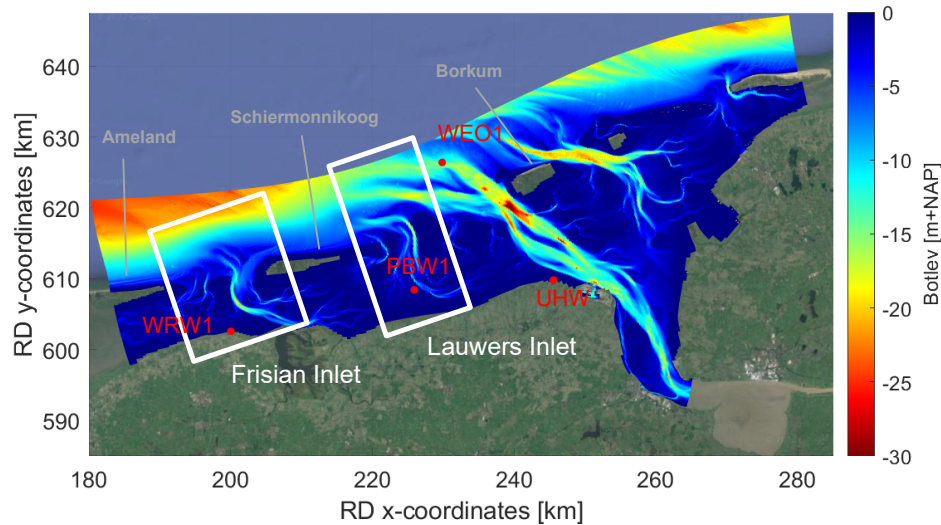 0
-5
-10
-15
-20
-25
-30
Botlev [m+NAP]
640
630
620
610
600
590
RD y-coordinates [km]
Borkum
Schiermonnikoog
Ameland
WEO1
PBW1
UHW
WRW1
Lauwers Inlet
Frisian Inlet
180
200
220
240
260
280
RD x-coordinates [km]